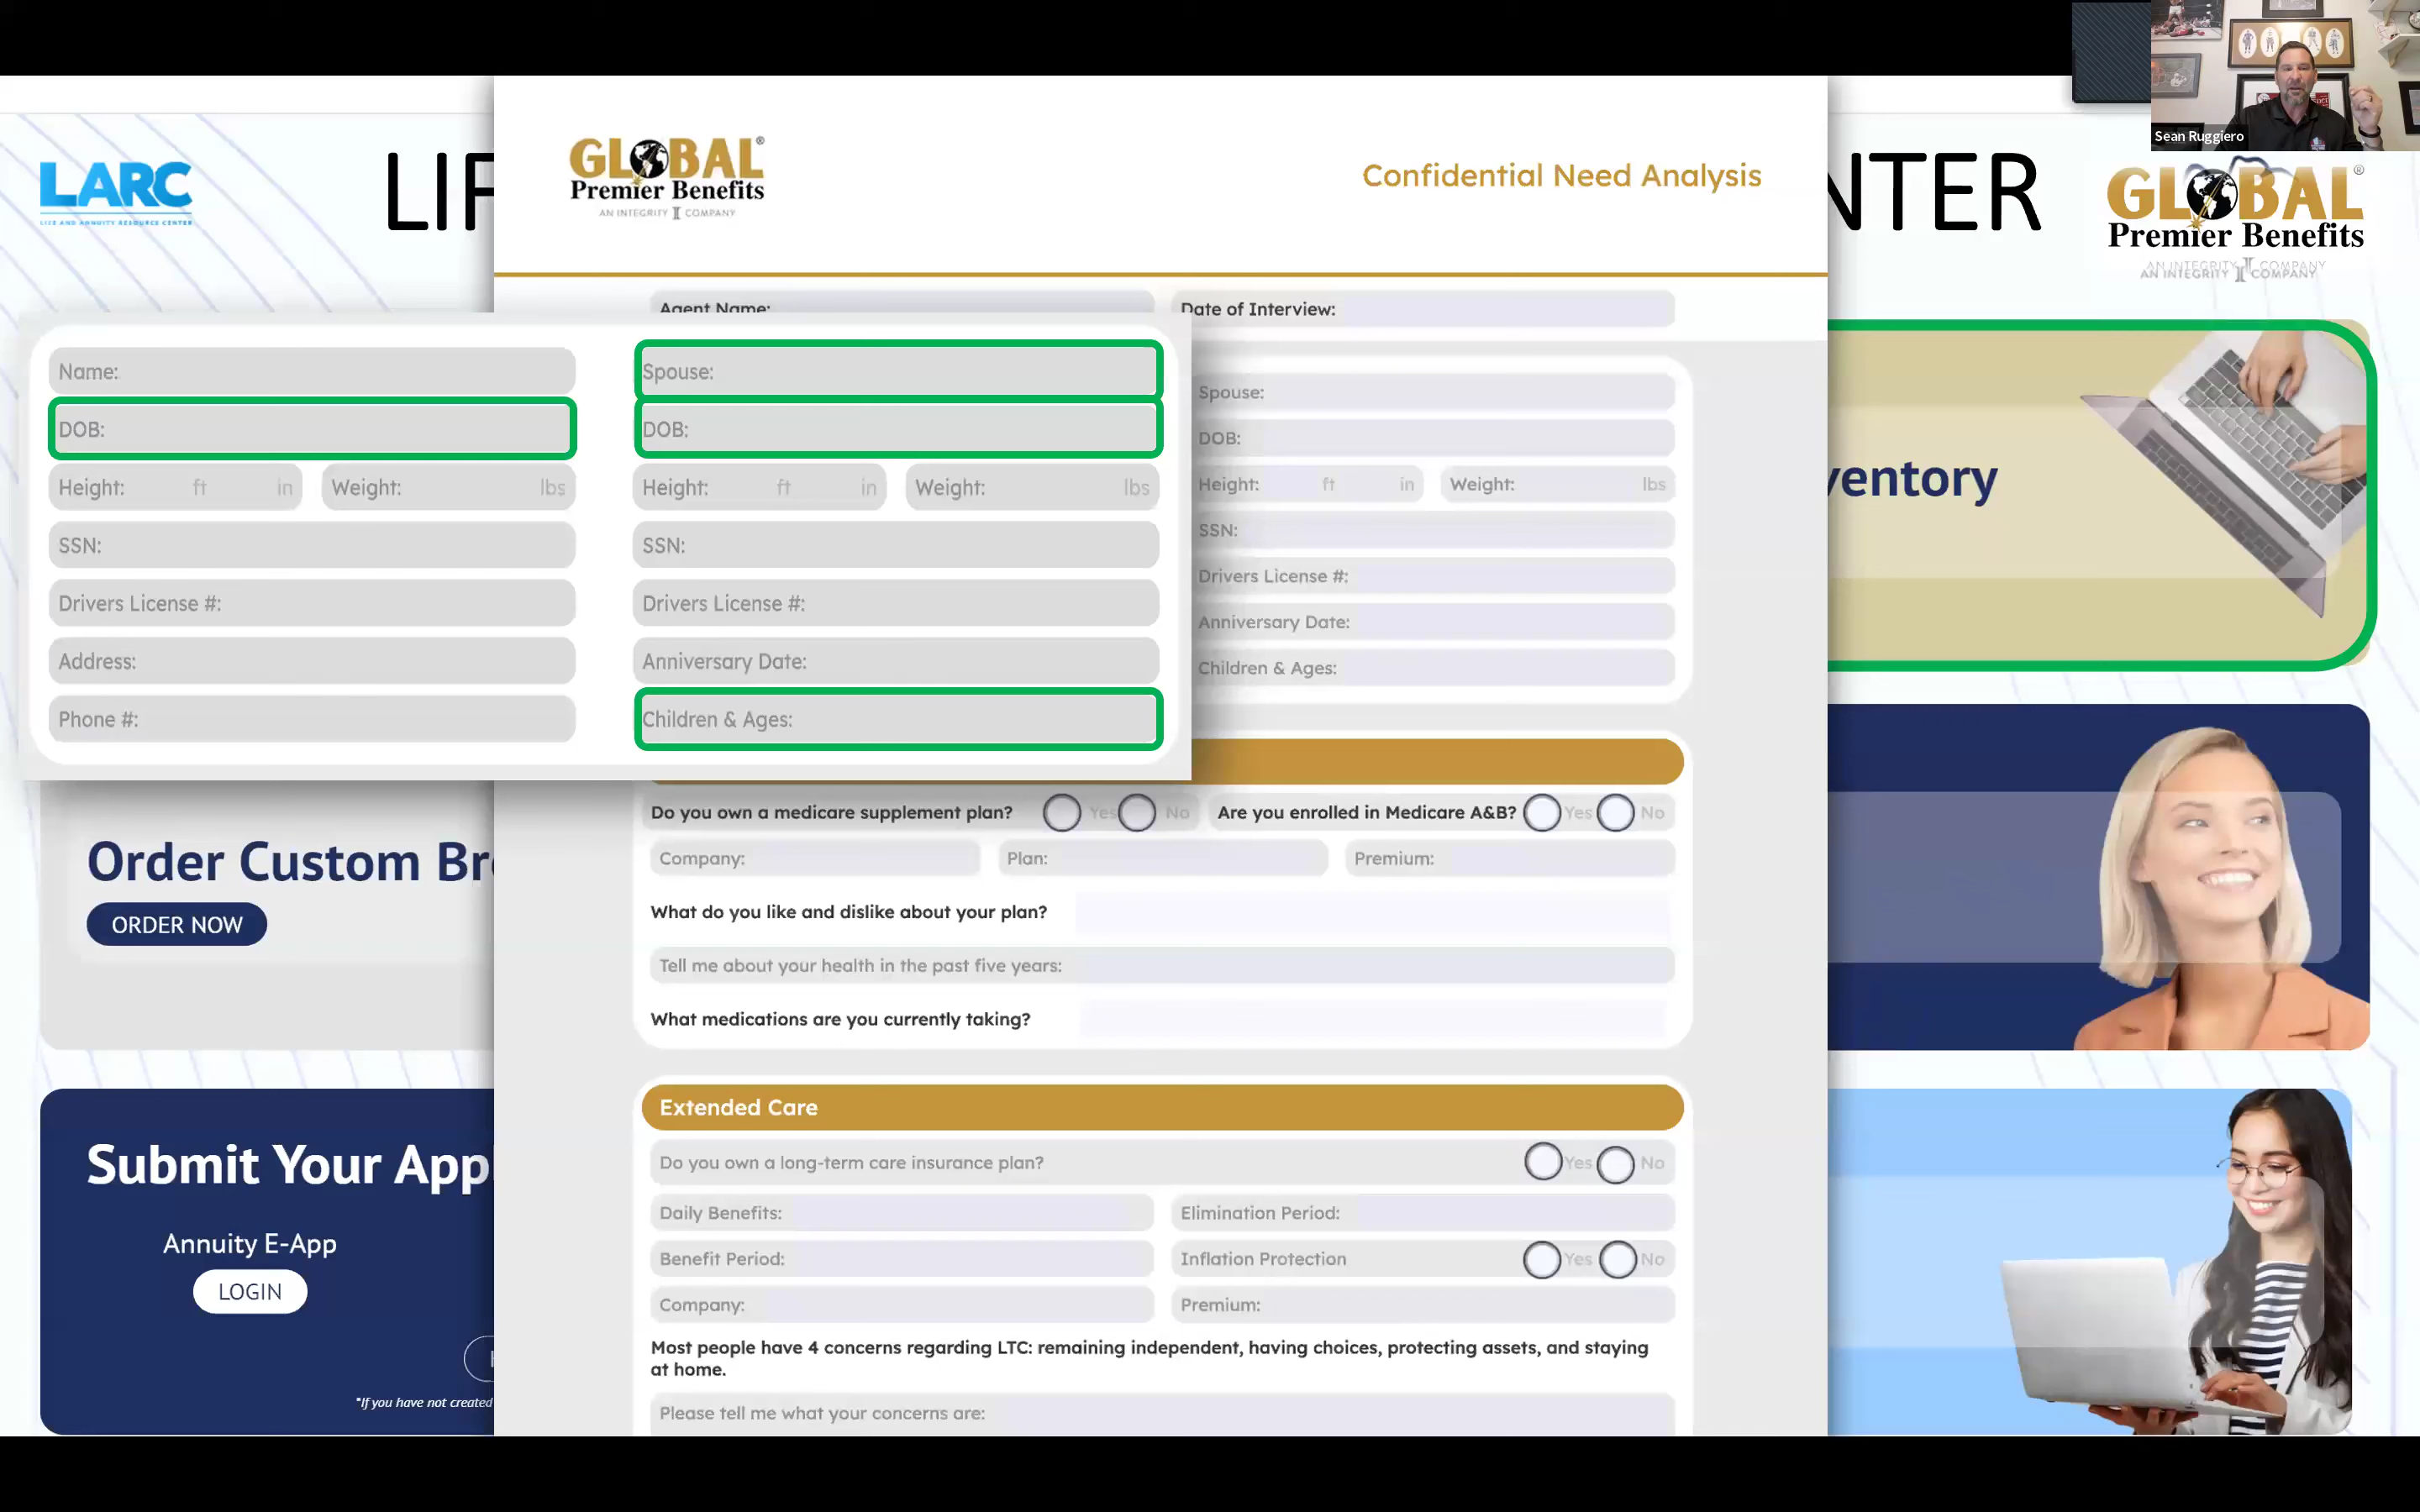 Sean Ruggiero
LARC
LIFE AND ANNUITY RESOURCE CENTER
LIF
NTER
GLOBAL®
Premier Benefits
AN INTEGRITY COMPANY
GLOBAL®
Premier Benefits
AN INTEGRITY COMPANY
Confidential Need Analysis
Agent Name:
Date of Interview:
Name:
Spouse:
DOB:
DOB:
Height: ft in Weight: lbs
Height: ft in Weight: lbs
SSN:
SSN:
Drivers License #:
Drivers License #:
Address:
Anniversary Date:
Phone #:
Children & Ages:
Spouse:
DOB:
Height: ft in Weight: lbs
SSN:
Drivers License #:
Anniversary Date:
Children & Ages:
ventory
Do you own a medicare supplement plan? Yes No
Are you enrolled in Medicare A&B? Yes No
Company: Plan: Premium:
What do you like and dislike about your plan?
Tell me about your health in the past five years:
What medications are you currently taking?
Extended Care
Do you own a long-term care insurance plan? Yes No
Daily Benefits: Elimination Period:
Benefit Period: Inflation Protection Yes No
Company: Premium:
Most people have 4 concerns regarding LTC: remaining independent, having choices, protecting assets, and staying
at home.
Please tell me what your concerns are:
Order Custom Br
ORDER NOW
Submit Your App
Annuity E-App
LOGIN
*If you have not created